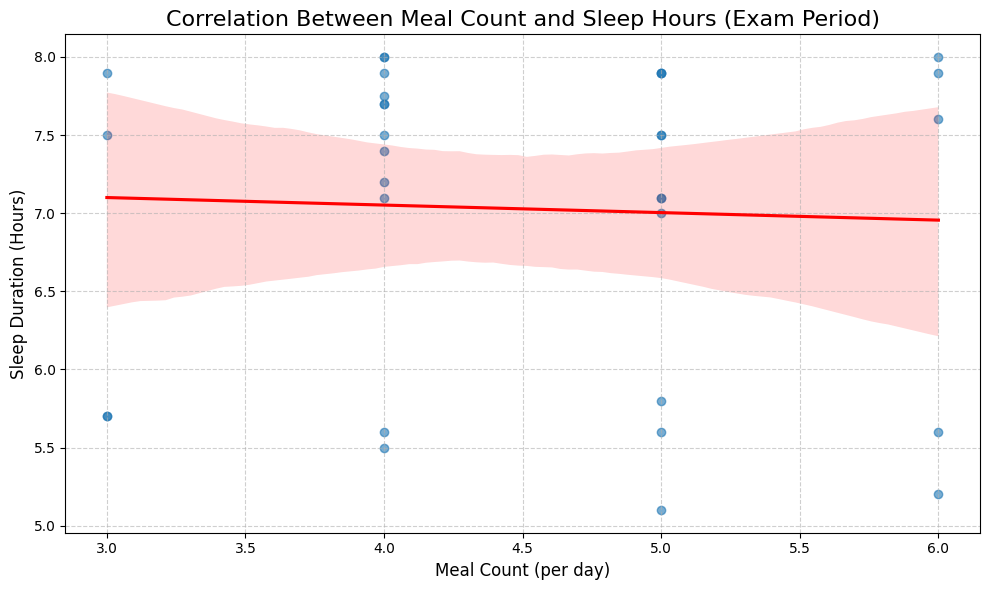 Correlation Between Meal Count and Sleep Hours (Exam Period)
Sleep Duration (Hours)
8.0
7.5
7.0
6.5
6.0
5.5
5.0
3.0 3.5 4.0 4.5 5.0 5.5 6.0
Meal Count (per day)